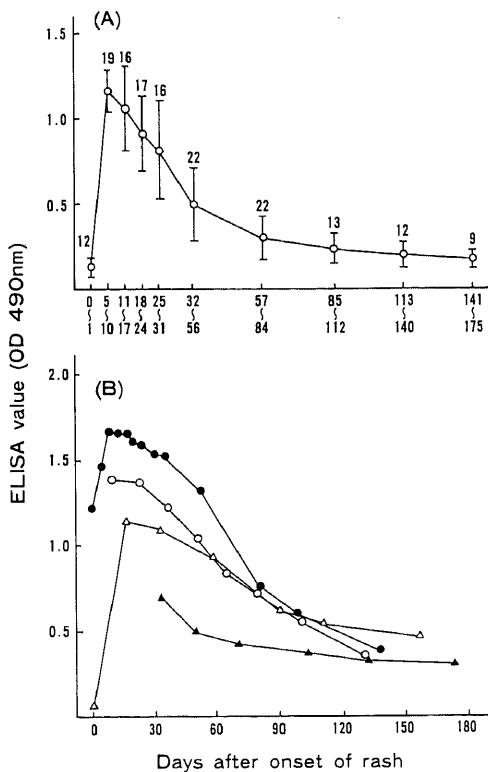 (A)
1.5
1.0
0.5
12
19 16
17
16
22
22
13
12
9
0 5 11 18 25 32 57 85 113 141
~ ~ ~ ~ ~ ~ ~ ~ ~ ~
1 10 17 24 31 56 84 112 140 175
ELISA value (OD 490nm)
(B)
2.0
1.5
1.0
0.5
0 30 60 90 120 150 180
Days after onset of rash